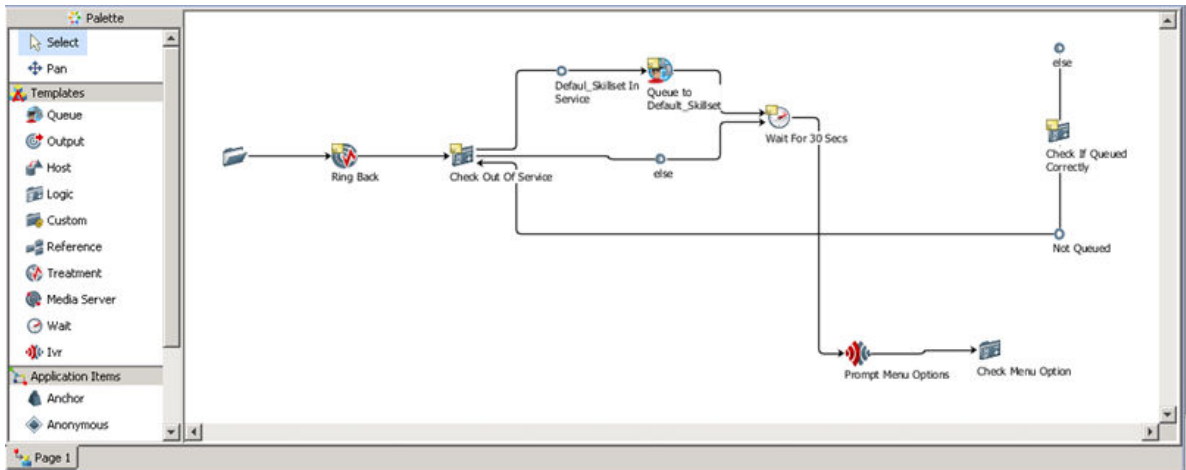 Palette
Select
Pan
Templates
Queue
Output
Host
Logic
Custom
Reference
Treatment
Media Server
Wait
Ivr
Application Items
Anchor
Anonymous
Page 1
Ring Back
Check Out Of Service
Defaul_Skillset In
Service
Queue to
Default_Skillset
else
Wait For 30 Secs
else
Check If Queued
Correctly
Not Queued
Prompt Menu Options
Check Menu Option